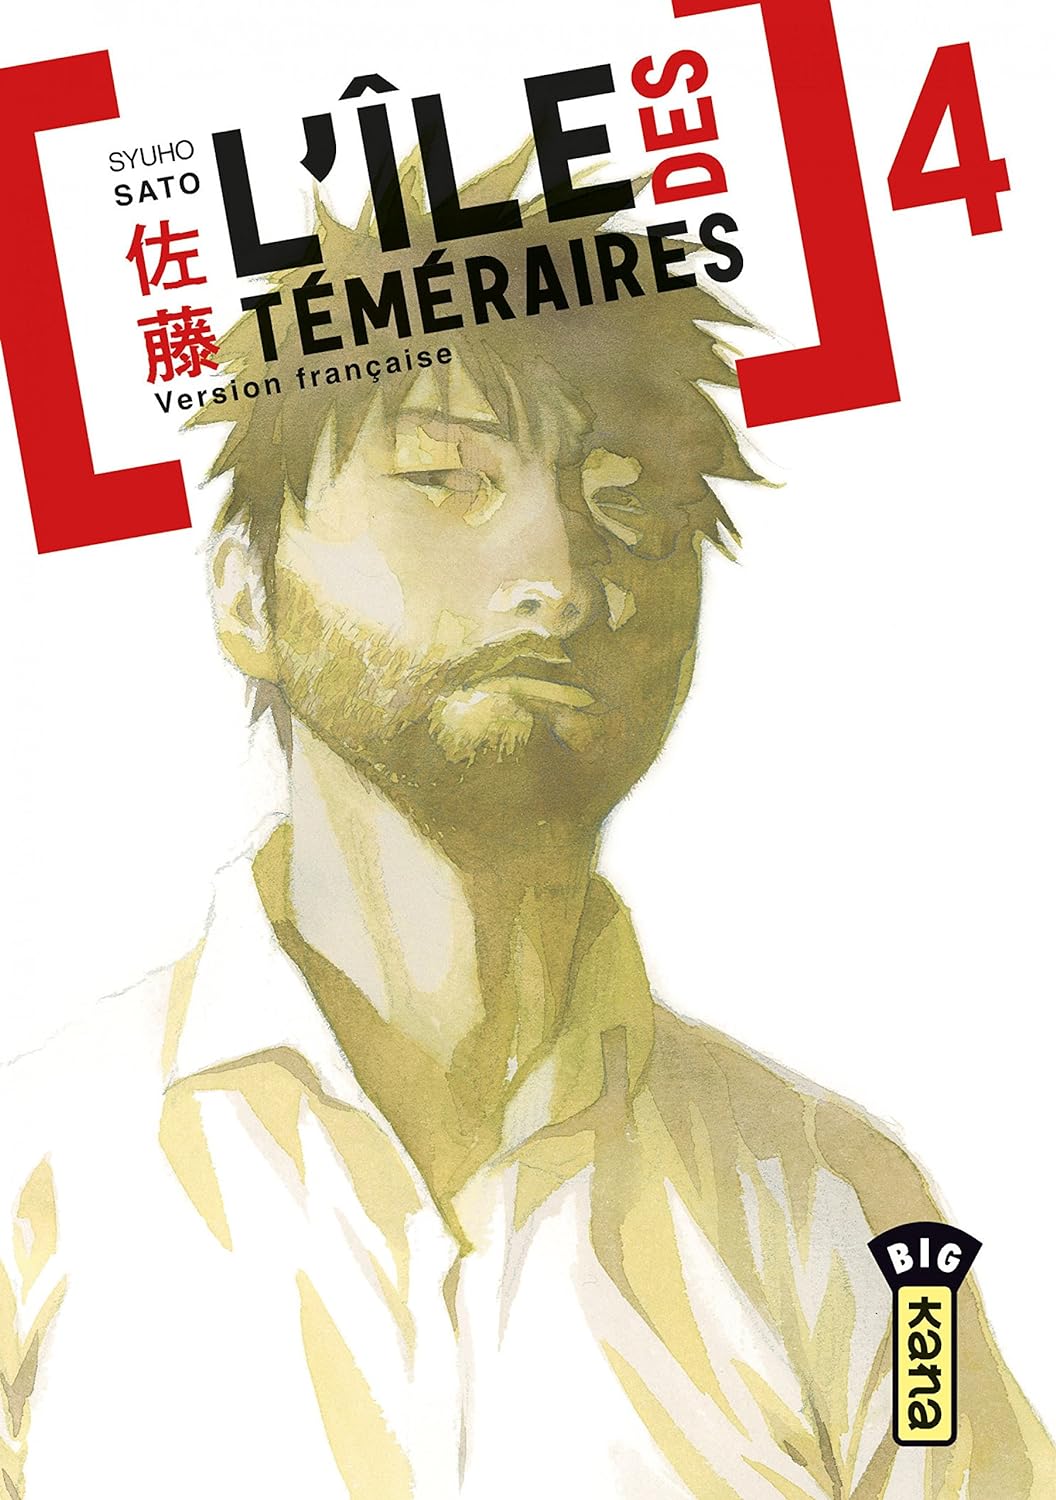 SYUHO
SATO
佐
藤
L'ÎLE
DES
TÉMÉRAIRES
Version française
4
BIG
kana